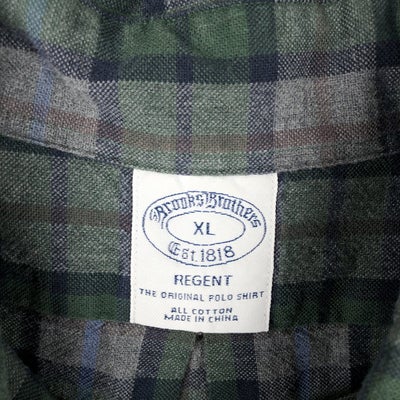 Brooks Brothers
XL
Est. 1818
REGENT
THE ORIGINAL POLO SHIRT
ALL COTTON
MADE IN CHINA